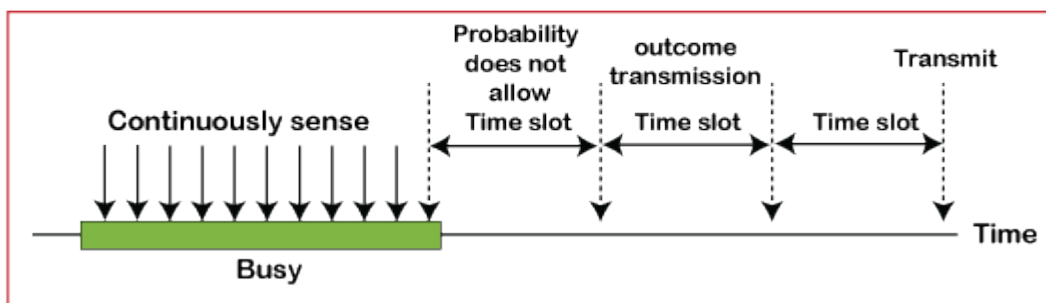 Probability
does not
allow
Time slot
outcome
transmission
Time slot
Transmit
Time slot
Continuously sense
Time
Busy